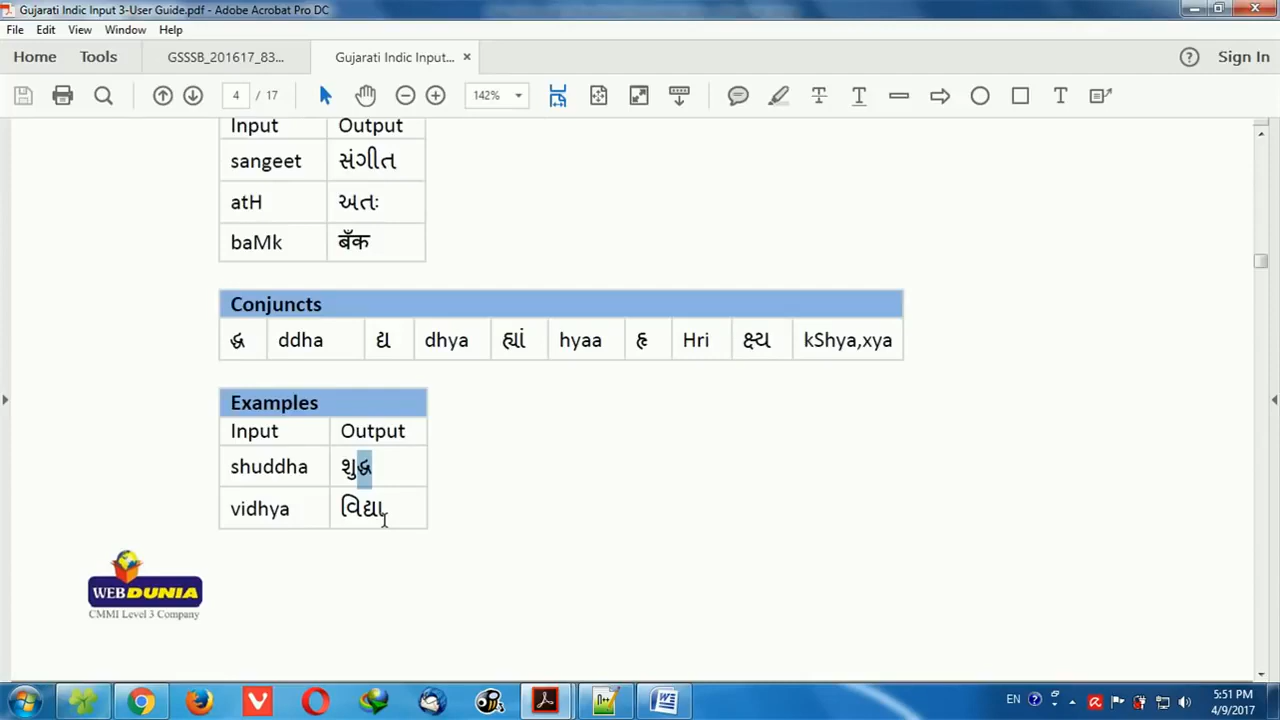 Gujarati Indic Input 3-User Guide.pdf - Adobe Acrobat Pro DC
File Edit View Window Help
Home Tools GSSSB_201617_83... Gujarati Indic Input... × Sign In
4 / 17 142%
Input Output
sangeet સંગીત
atH અતઃ
baMk बँक
Conjuncts
દ્ધ ddha દ્ય dhya હ્યાં hyaa હૃ Hri ક્ષ્ય kShya,xya
Examples
Input Output
shuddha શુદ્ધ
vidhya વિદ્યા
WEBDUNIA
CMMI Level 3 Company
EN 5:51 PM
4/9/2017